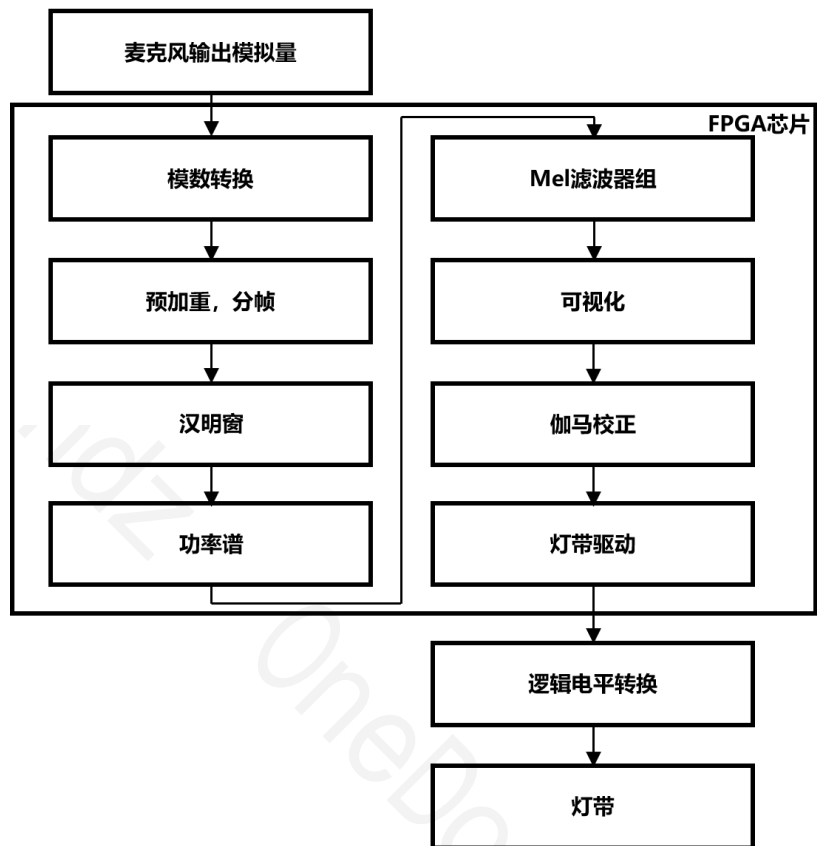 麦克风输出模拟量
FPGA芯片
模数转换
预加重，分帧
汉明窗
功率谱
Mel滤波器组
可视化
伽马校正
灯带驱动
逻辑电平转换
灯带